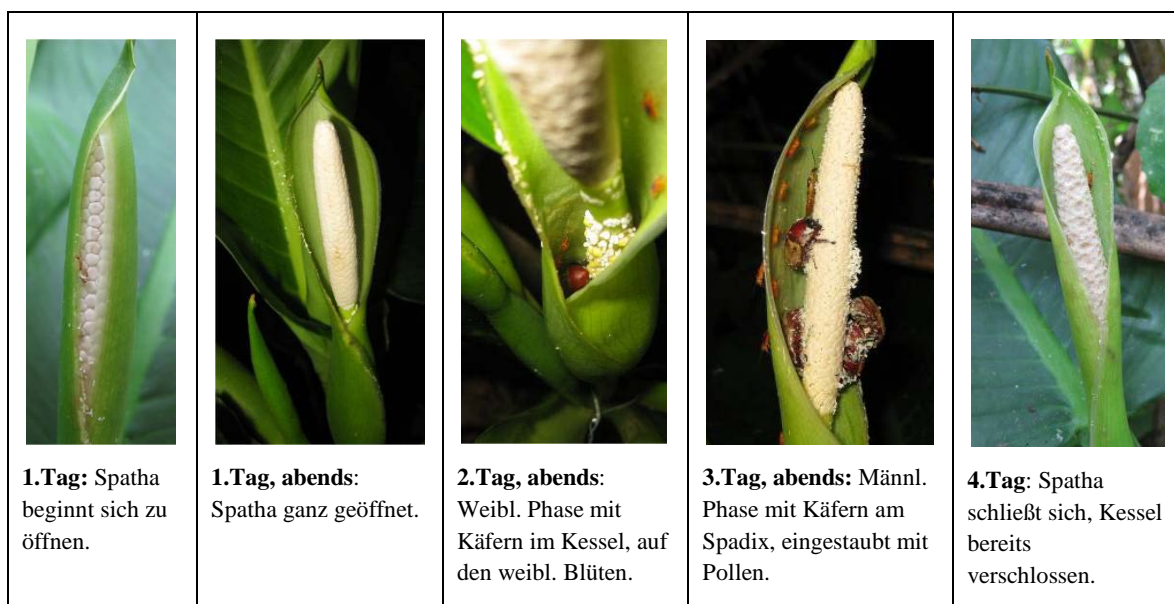 1.Tag: Spatha
beginnt sich zu
öffnen.
1.Tag, abends:
Spatha ganz geöffnet.
2.Tag, abends:
Weibl. Phase mit
Käfern im Kessel, auf
den weibl. Blüten.
3.Tag, abends: Männl.
Phase mit Käfern am
Spadix, eingestaubt mit
Pollen.
4.Tag: Spatha
schließt sich, Kessel
bereits
verschlossen.